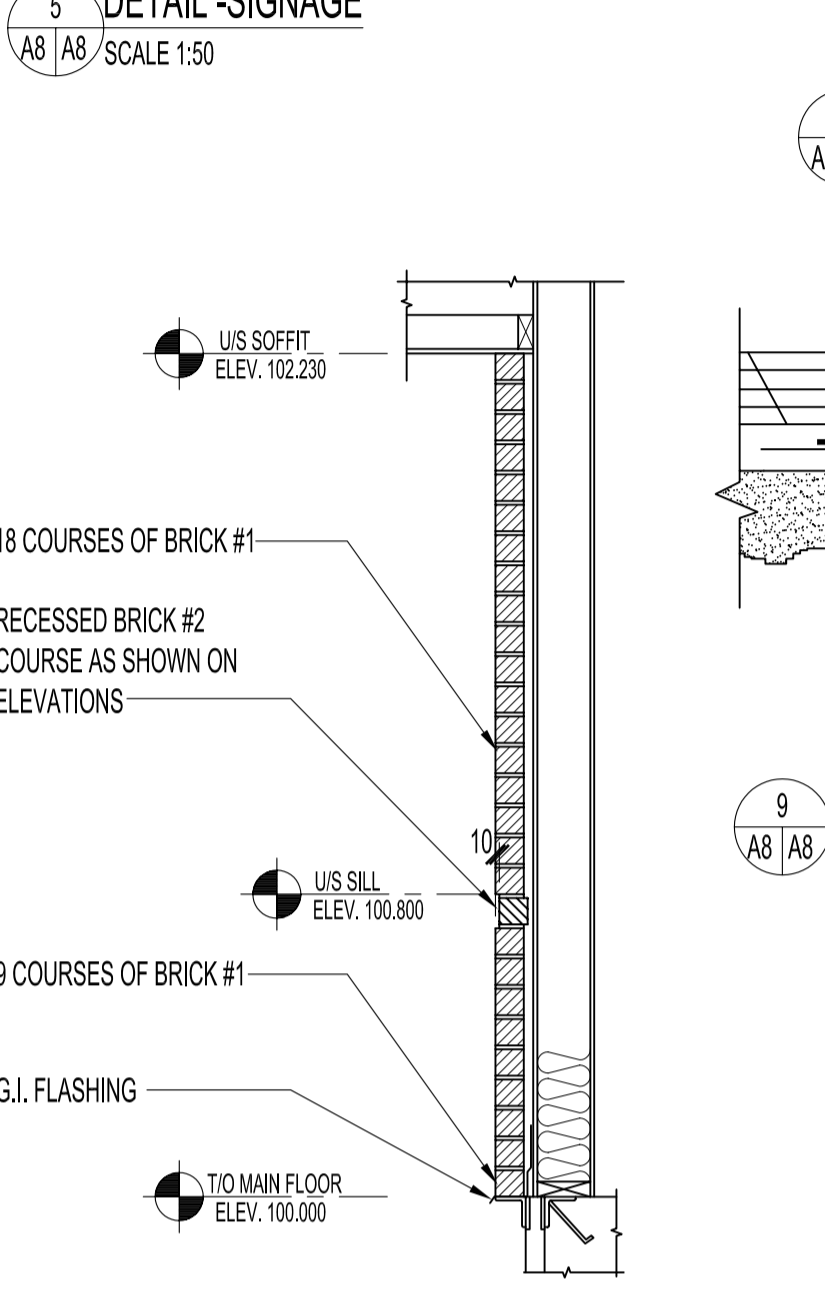 5
DETAIL -SIGNAGE
A8 A8
SCALE 1:50
A
U/S SOFFIT
ELEV. 102.230
18 COURSES OF BRICK #1
RECESSED BRICK #2
COURSE AS SHOWN ON
ELEVATIONS
10
9
A8 A8
U/S SILL
ELEV. 100.800
9 COURSES OF BRICK #1
G.I. FLASHING
T/O MAIN FLOOR
ELEV. 100.000